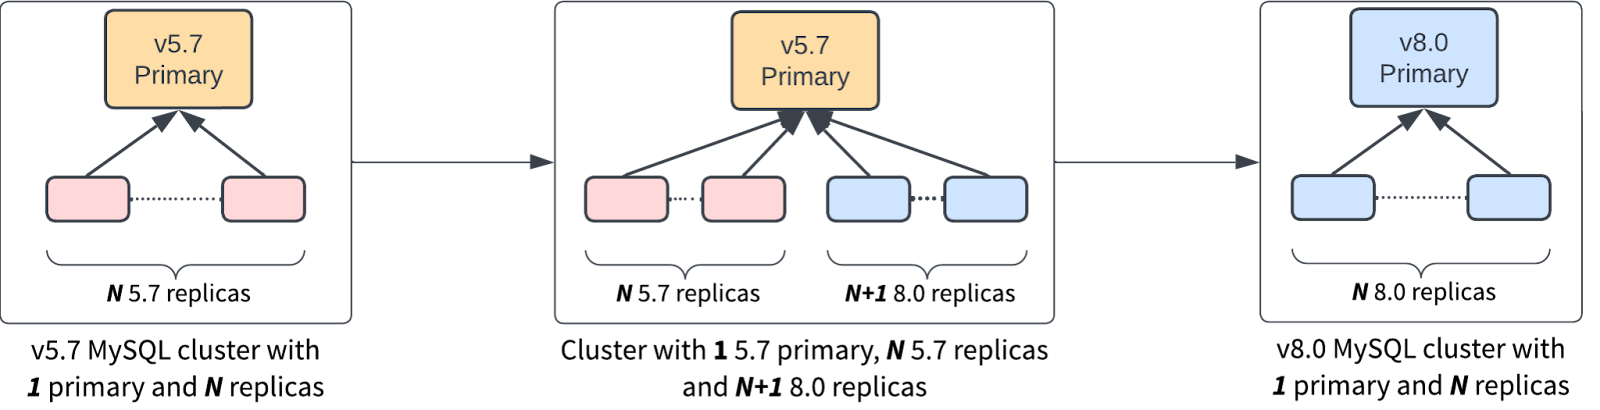 v5.7
Primary
N 5.7 replicas
v5.7 MySQL cluster with
1 primary and N replicas
v5.7
Primary
N 5.7 replicas
N+1 8.0 replicas
Cluster with 1 5.7 primary, N 5.7 replicas
and N+1 8.0 replicas
v8.0
Primary
N 8.0 replicas
v8.0 MySQL cluster with
1 primary and N replicas